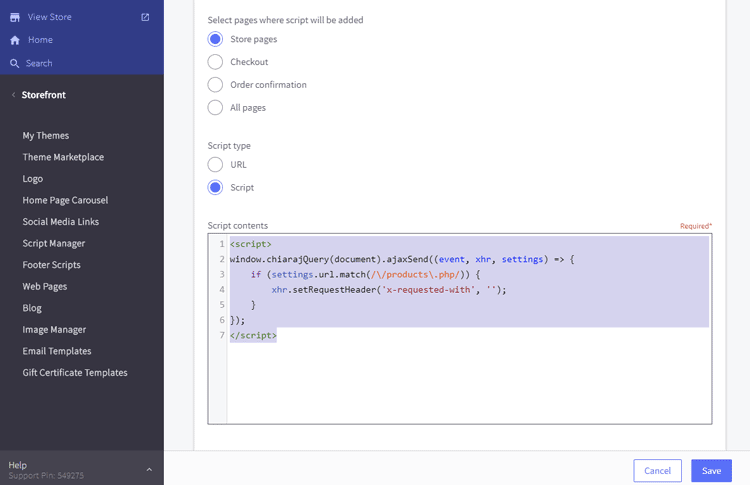 View Store
Home
Search
Storefront
My Themes
Theme Marketplace
Logo
Home Page Carousel
Social Media Links
Script Manager
Footer Scripts
Web Pages
Blog
Image Manager
Email Templates
Gift Certificate Templates
Help
Support Pin: 549275
Select pages where script will be added
Store pages
Checkout
Order confirmation
All pages
Script type
URL
Script
Script contents
Required*
1 <script>
2 window.chiarajQuery(document).ajaxSend((event, xhr, settings) => {
3     if (settings.url.match(/\/products\.php/)) {
4         xhr.setRequestHeader('x-requested-with', '');
5     }
6 });
7 </script>
Cancel
Save